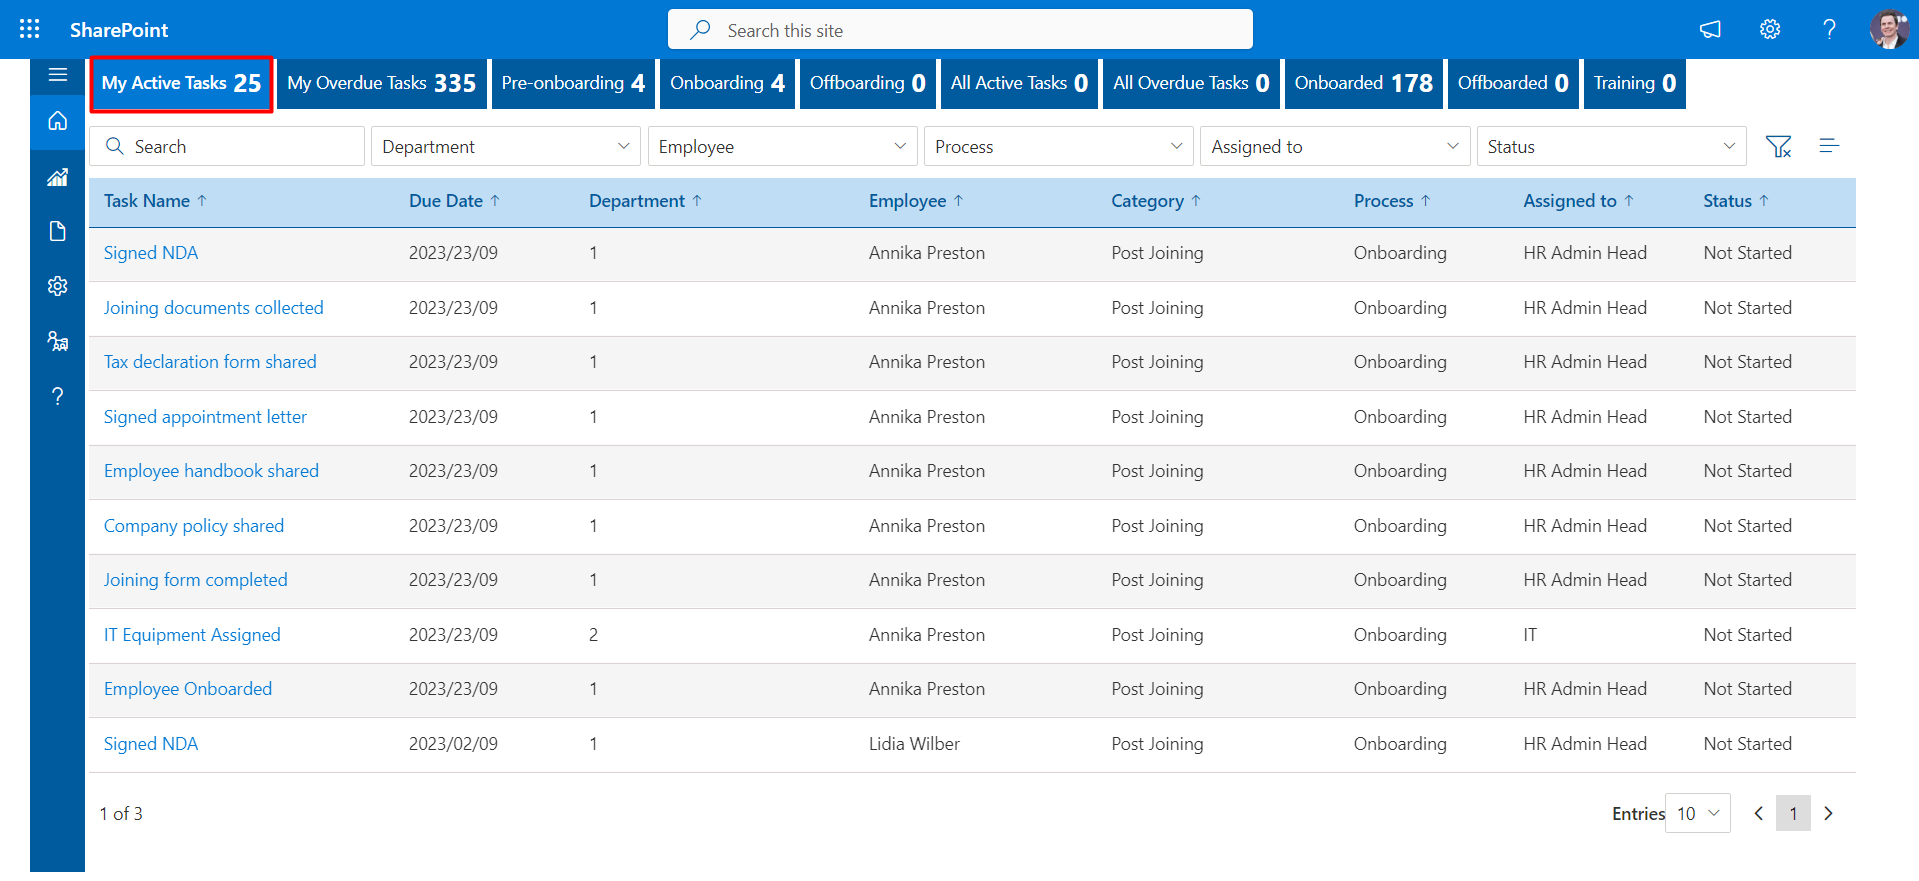 SharePoint Search this site
My Active Tasks 25 My Overdue Tasks 335 Pre-onboarding 4 Onboarding 4 Offboarding 0 All Active Tasks 0 All Overdue Tasks 0 Onboarded 178 Offboarded 0 Training 0
Search Department Employee Process Assigned to Status
Task Name ↑ Due Date ↑ Department ↑ Employee ↑ Category ↑ Process ↑ Assigned to ↑ Status ↑
Signed NDA 2023/23/09 1 Annika Preston Post Joining Onboarding HR Admin Head Not Started
Joining documents collected 2023/23/09 1 Annika Preston Post Joining Onboarding HR Admin Head Not Started
Tax declaration form shared 2023/23/09 1 Annika Preston Post Joining Onboarding HR Admin Head Not Started
Signed appointment letter 2023/23/09 1 Annika Preston Post Joining Onboarding HR Admin Head Not Started
Employee handbook shared 2023/23/09 1 Annika Preston Post Joining Onboarding HR Admin Head Not Started
Company policy shared 2023/23/09 1 Annika Preston Post Joining Onboarding HR Admin Head Not Started
Joining form completed 2023/23/09 1 Annika Preston Post Joining Onboarding HR Admin Head Not Started
IT Equipment Assigned 2023/23/09 2 Annika Preston Post Joining Onboarding IT Not Started
Employee Onboarded 2023/23/09 1 Annika Preston Post Joining Onboarding HR Admin Head Not Started
Signed NDA 2023/02/09 1 Lidia Wilber Post Joining Onboarding HR Admin Head Not Started
1 of 3 Entries 10 1